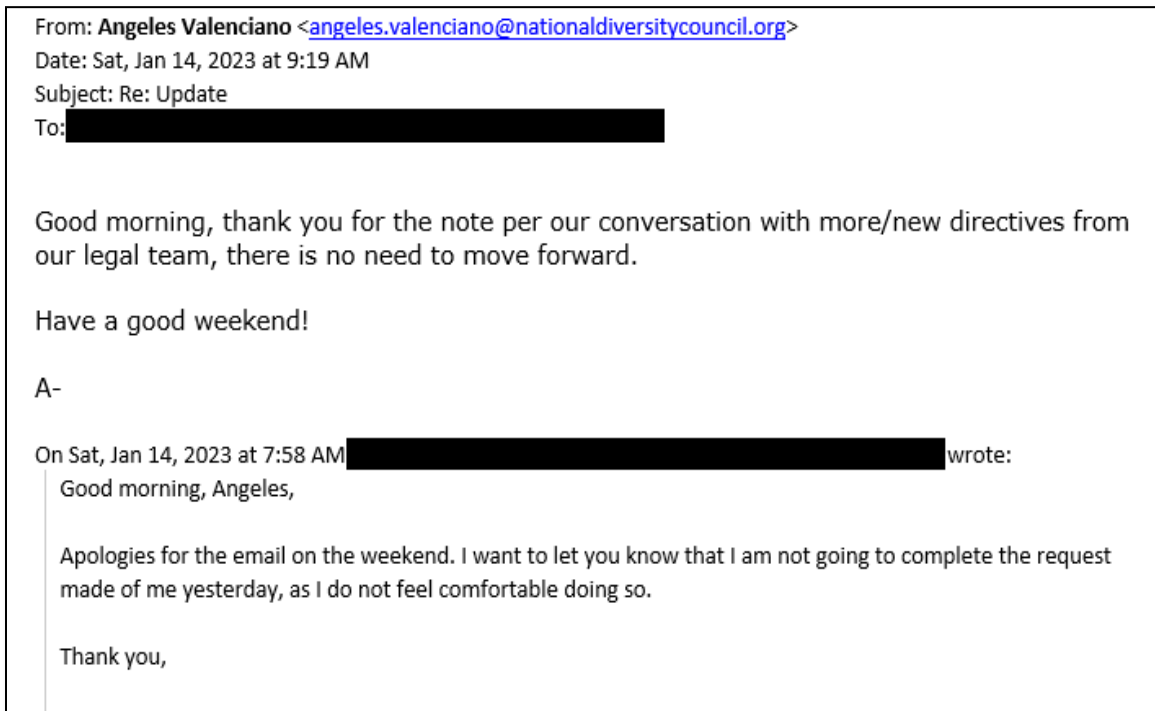 From: Angeles Valenciano <angeles.valenciano@nationaldiversitycouncil.org>
Date: Sat, Jan 14, 2023 at 9:19 AM
Subject: Re: Update
To:
Good morning, thank you for the note per our conversation with more/new directives from
our legal team, there is no need to move forward.
Have a good weekend!
A-
On Sat, Jan 14, 2023 at 7:58 AM wrote:
Good morning, Angeles,
Apologies for the email on the weekend. I want to let you know that I am not going to complete the request
made of me yesterday, as I do not feel comfortable doing so.
Thank you,